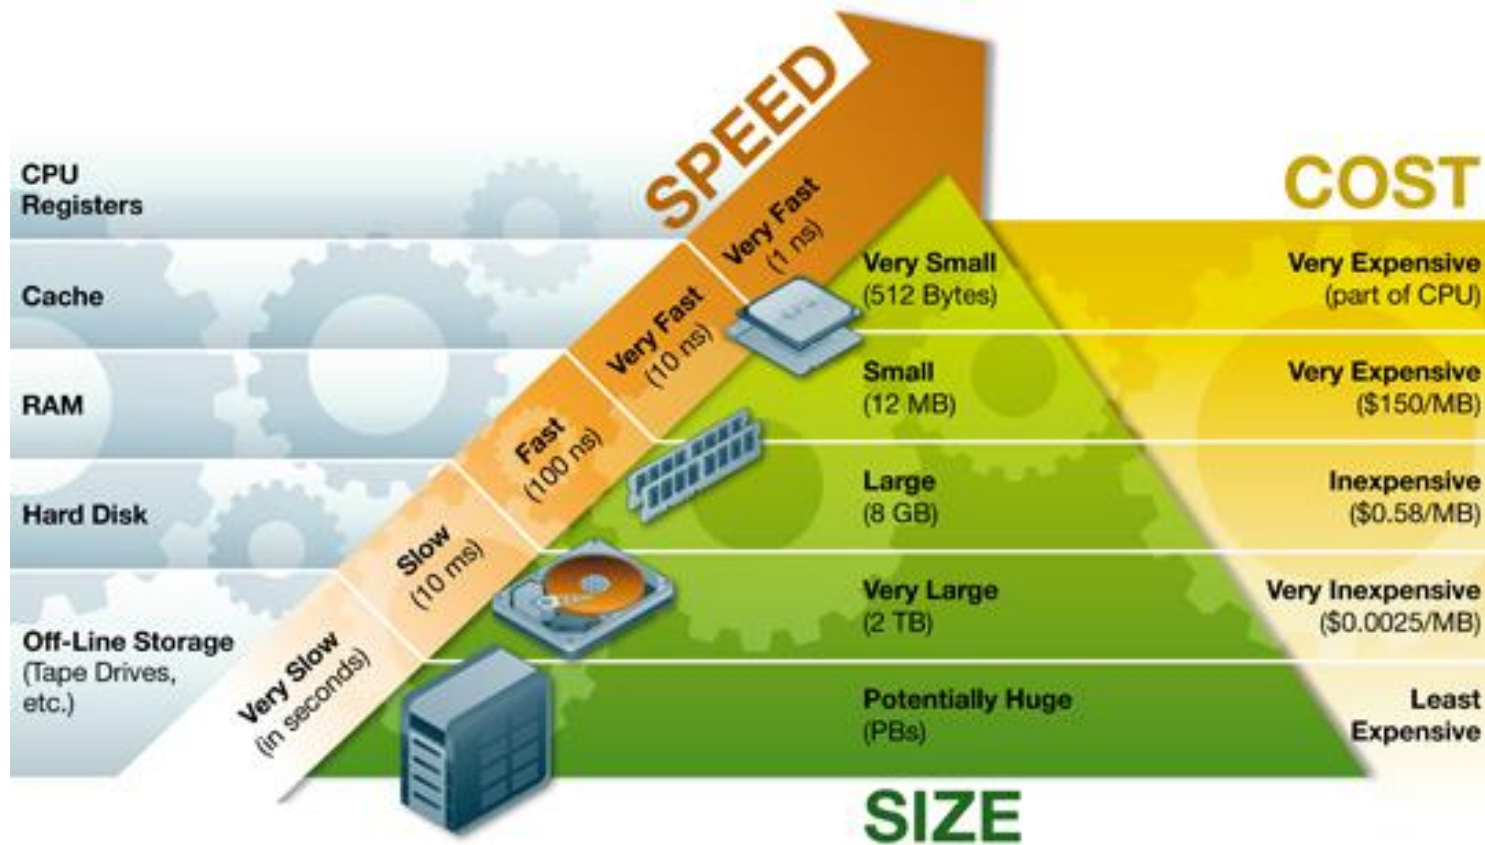 SPEED
COST
CPU
Registers
Very Fast
(1 ns)
Very Small
(512 Bytes)
Very Expensive
(part of CPU)
Cache
Very Fast
(10 ns)
Small
(12 MB)
Very Expensive
($150/MB)
RAM
Fast
(100 ns)
Large
(8 GB)
Inexpensive
($0.58/MB)
Hard Disk
Slow
(10 ms)
Very Large
(2 TB)
Very Inexpensive
($0.0025/MB)
Off-Line Storage
(Tape Drives,
etc.)
Very Slow
(in seconds)
Potentially Huge
(PBs)
Least
Expensive
SIZE